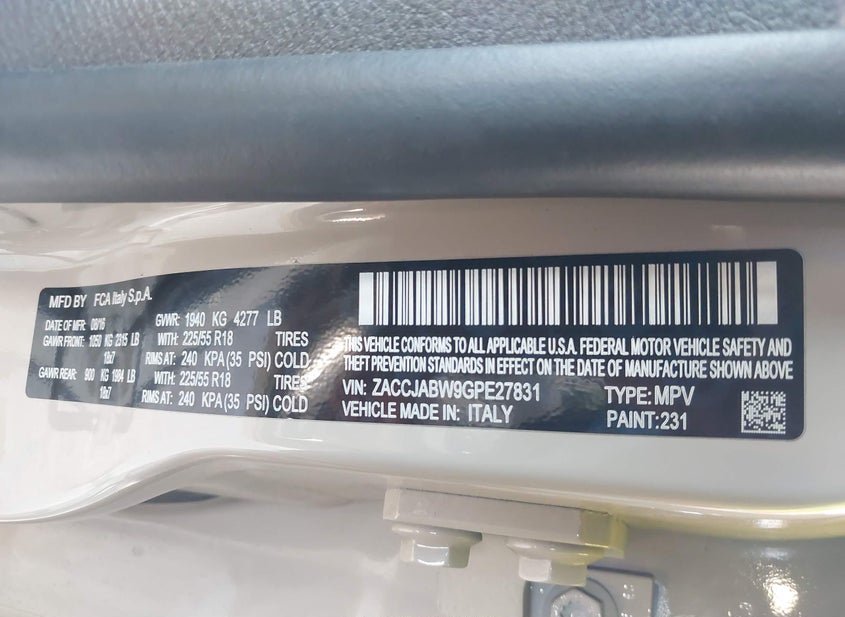 MFD BY FCA Italy S.p.A.
DATE OF MFR 08/16 GVWR: 1940 KG 4277 LB
GAWR FRONT: 1050 KG 2315 LB WITH: 225/55 R18 TIRES
18x7 RIMS AT: 240 KPA(35 PSI) COLD
GAWR REAR: 900 KG 1984 LB WITH: 225/55 R18 TIRES
18x7 RIMS AT: 240 KPA(35 PSI) COLD
THIS VEHICLE CONFORMS TO ALL APPLICABLE U.S.A. FEDERAL MOTOR VEHICLE SAFETY AND
THEFT PREVENTION STANDARDS IN EFFECT ON THE DATE OF MANUFACTURE SHOWN ABOVE
VIN: ZACCJABW9GPE27831 TYPE: MPV
VEHICLE MADE IN: ITALY PAINT:231